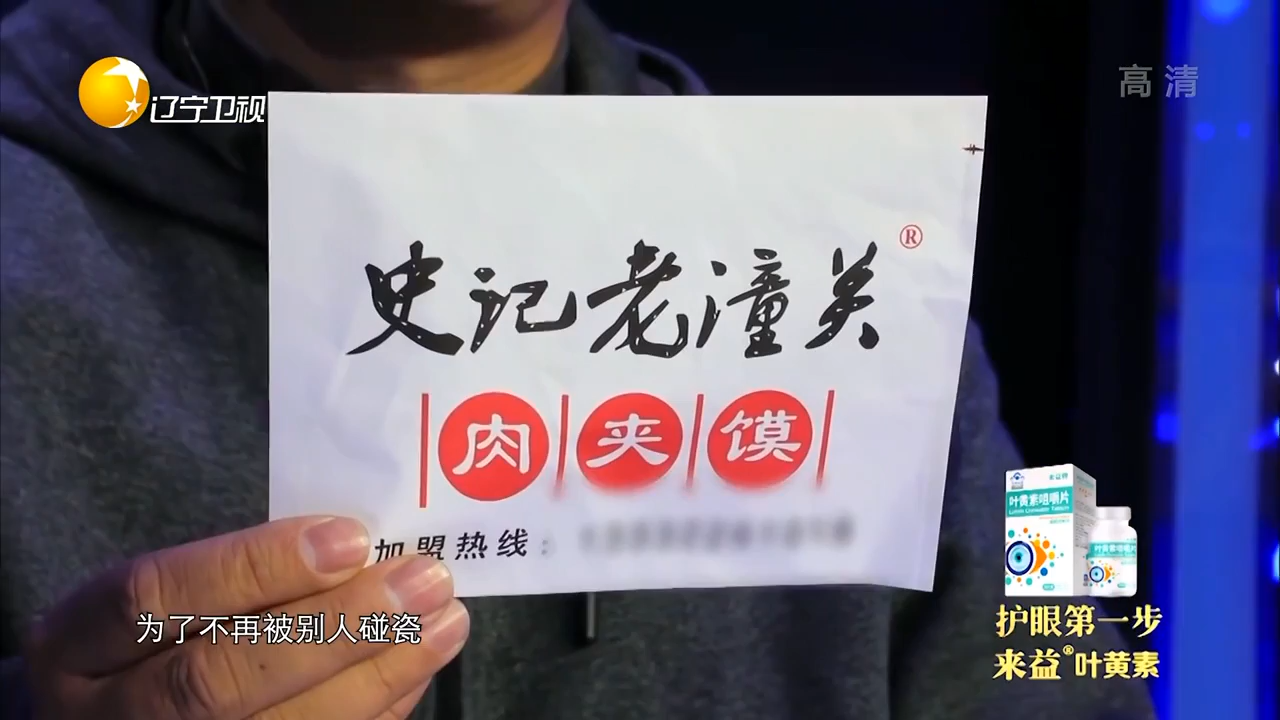 辽宁卫视
高清
史记老潼关®
肉夹馍
加盟热线：
叶黄素咀嚼片
为了不再被别人碰瓷
护眼第一步
来益®叶黄素